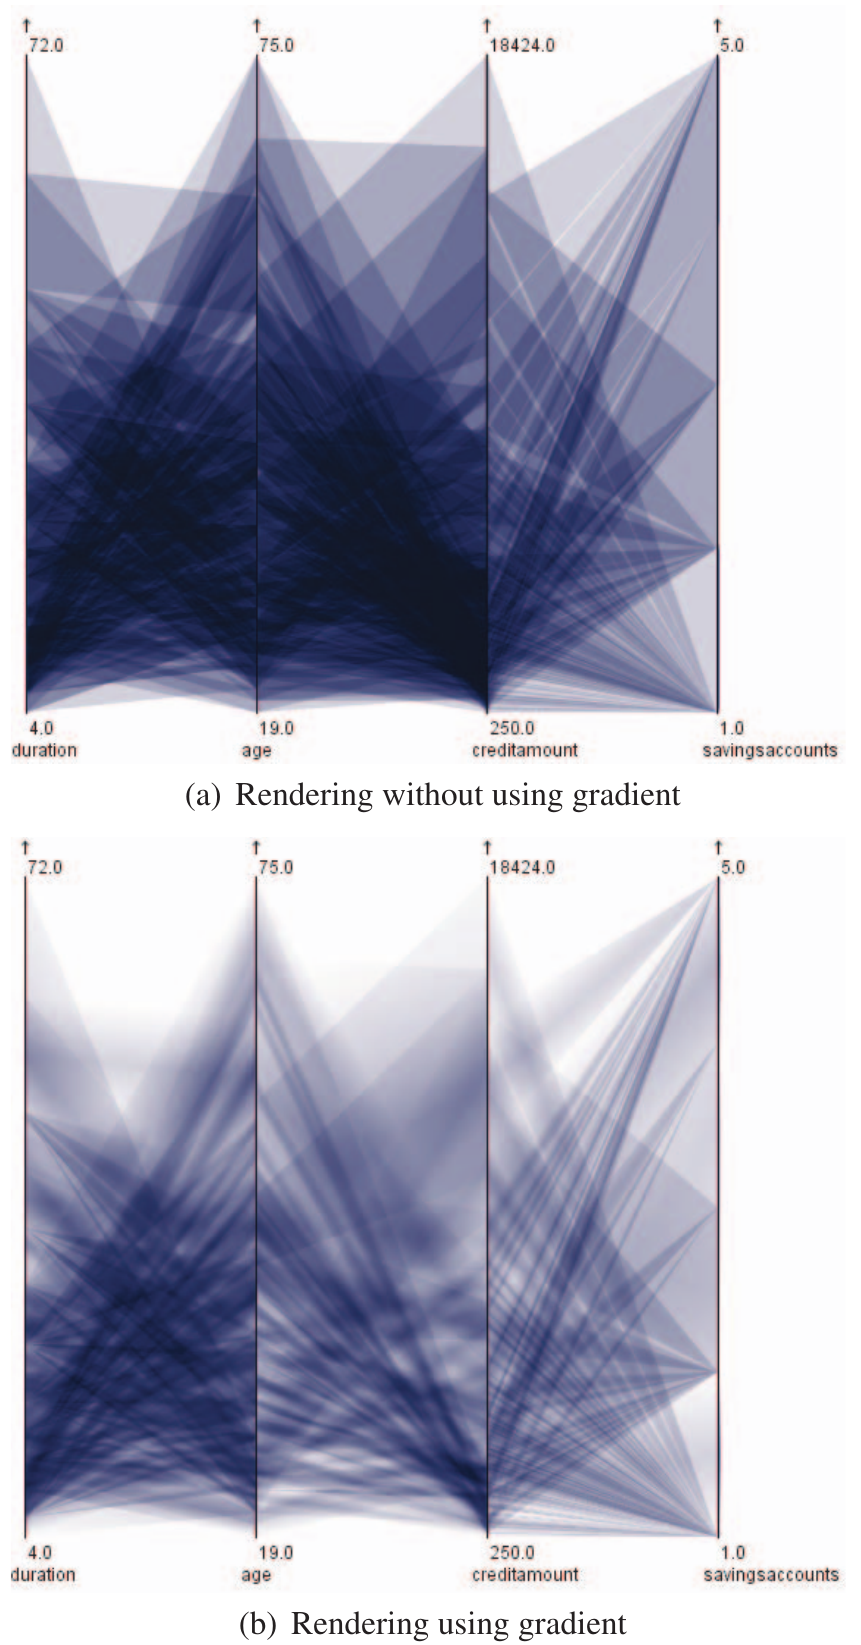 ↑ ↑ ↑ ↑
72.0 75.0 18424.0 5.0
4.0 19.0 250.0 1.0
duration age creditamount savingsaccounts
(a) Rendering without using gradient
↑ ↑ ↑ ↑
72.0 75.0 18424.0 5.0
4.0 19.0 250.0 1.0
duration age creditamount savingsaccounts
(b) Rendering using gradient